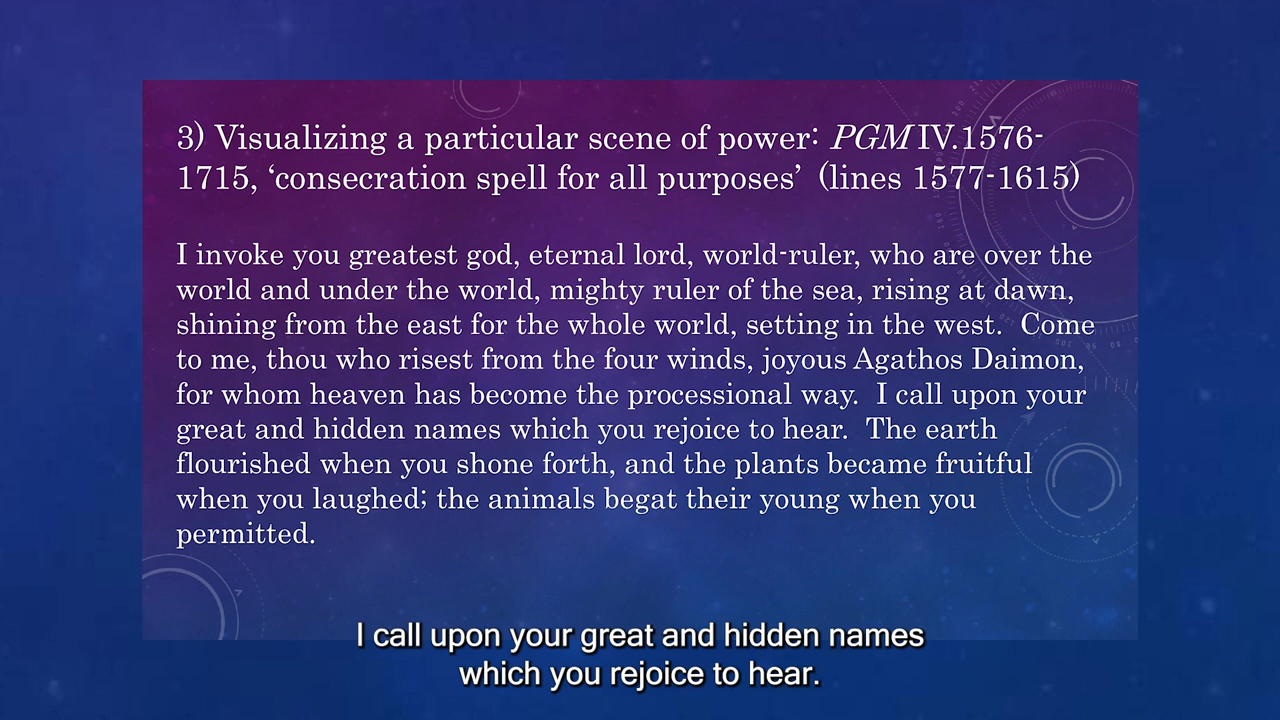 3) Visualizing a particular scene of power: PGM IV.1576-
1715, ‘consecration spell for all purposes’ (lines 1577-1615)
I invoke you greatest god, eternal lord, world-ruler, who are over the
world and under the world, mighty ruler of the sea, rising at dawn,
shining from the east for the whole world, setting in the west. Come
to me, thou who risest from the four winds, joyous Agathos Daimon,
for whom heaven has become the processional way. I call upon your
great and hidden names which you rejoice to hear. The earth
flourished when you shone forth, and the plants became fruitful
when you laughed; the animals begat their young when you
permitted.
I call upon your great and hidden names
which you rejoice to hear.